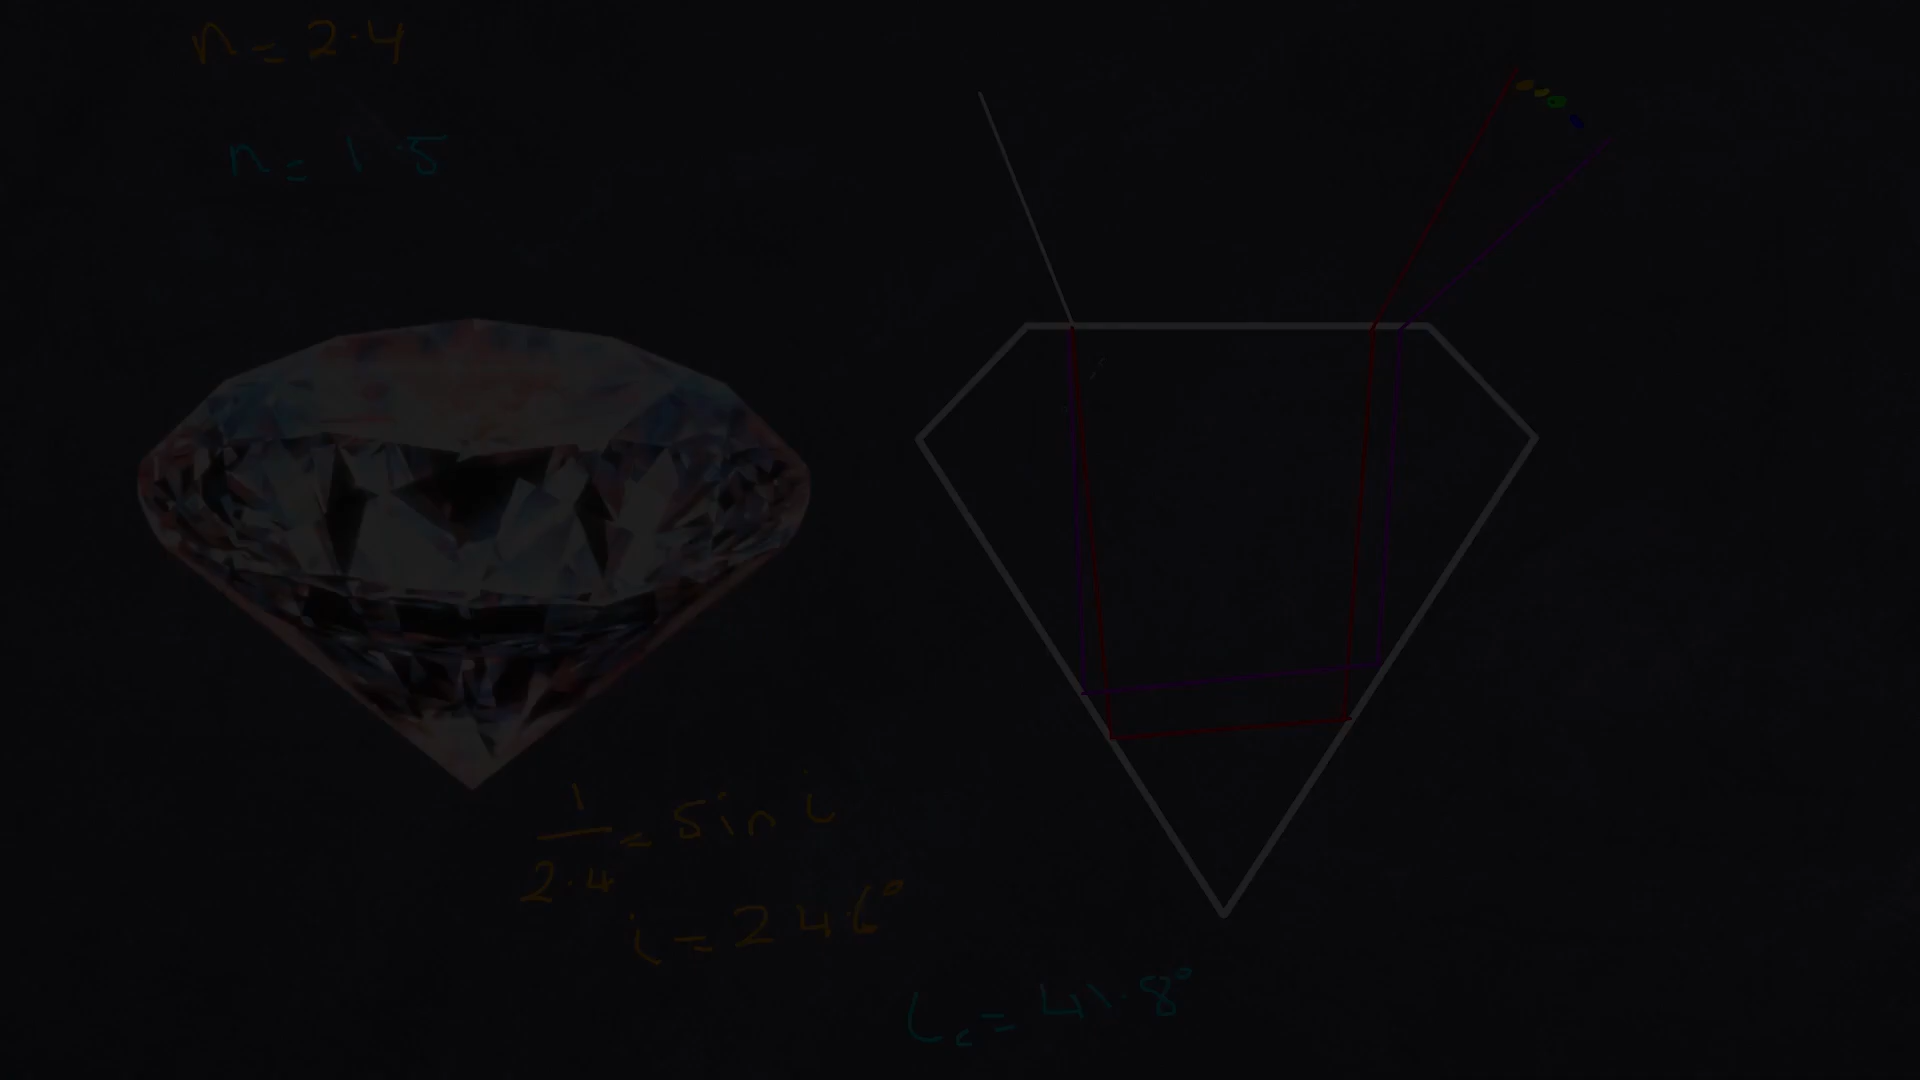 n = 2.4
n = 1.5
1/2.4 = sin i
i = 24.6°
ic = 41.8°